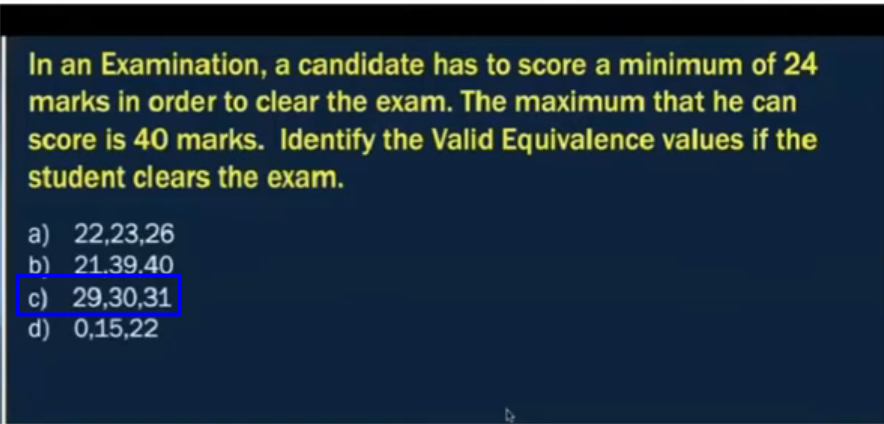 In an Examination, a candidate has to score a minimum of 24
marks in order to clear the exam. The maximum that he can
score is 40 marks. Identify the Valid Equivalence values if the
student clears the exam.
a) 22,23,26
b) 21,39,40
c) 29,30,31
d) 0,15,22